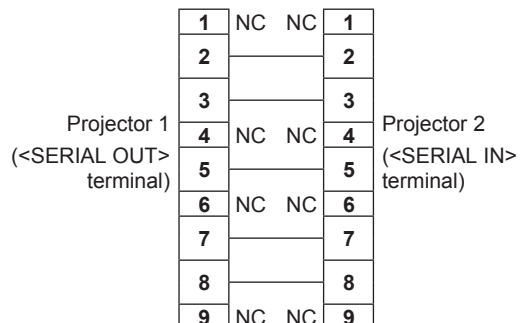 1 NC NC 1
2 2
3 3
Projector 1
(<SERIAL OUT>
terminal)
4 NC NC 4
Projector 2
(<SERIAL IN>
terminal)
5 5
6 NC NC 6
7 7
8 8
9 NC NC 9